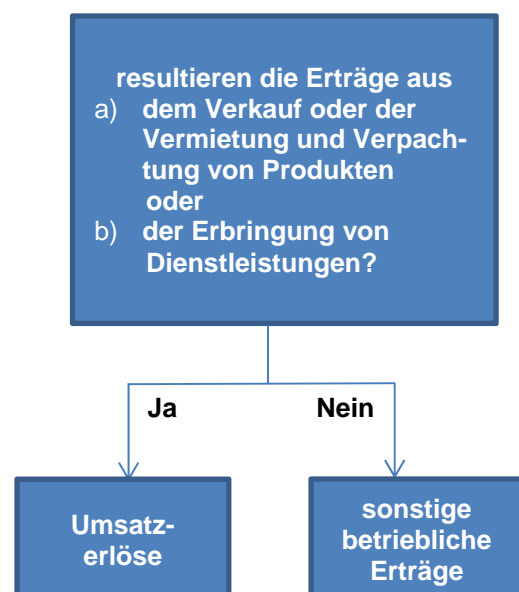 resultieren die Erträge aus
a) dem Verkauf oder der
Vermietung und Verpach-
tung von Produkten
oder
b) der Erbringung von
Dienstleistungen?
Ja
Nein
Umsatz-
erlöse
sonstige
betriebliche
Erträge